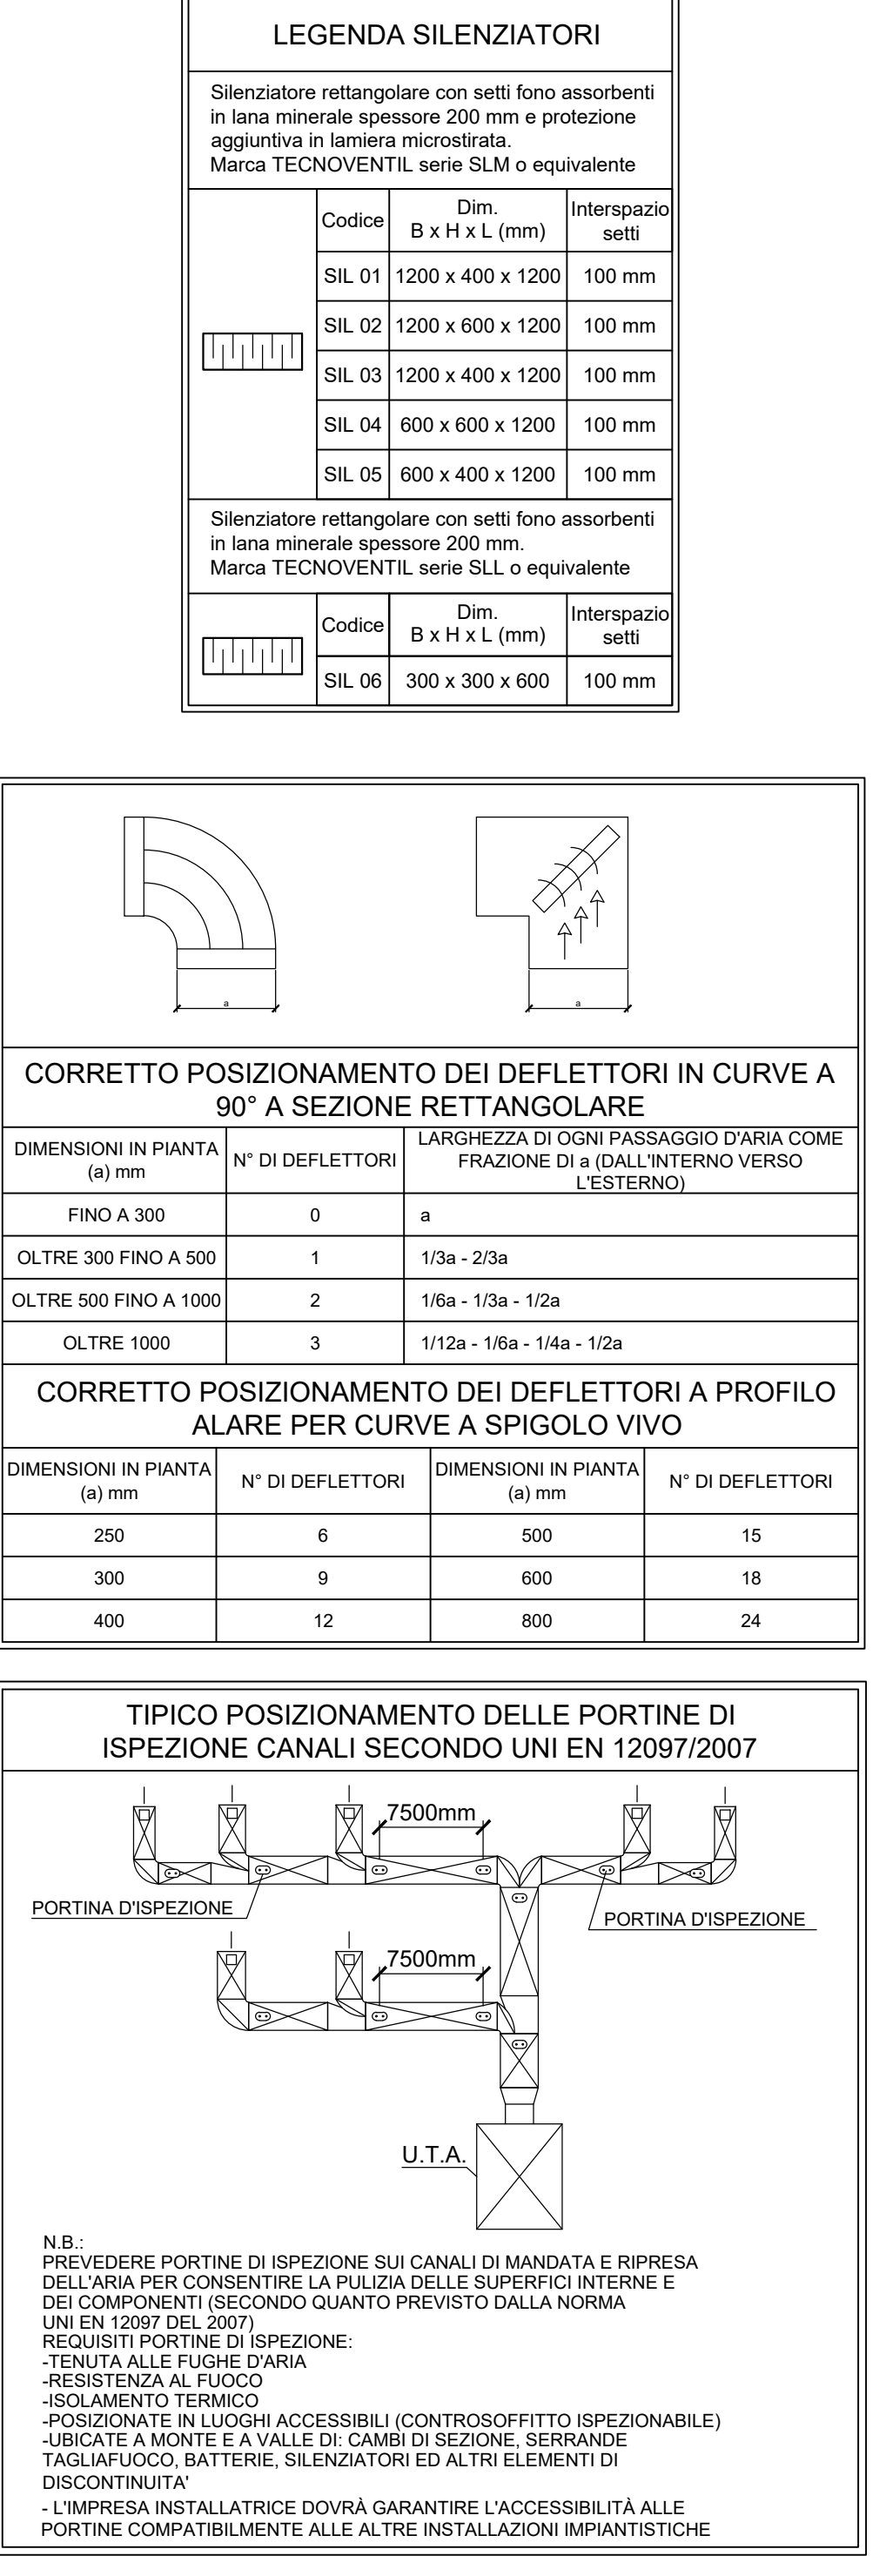 LEGENDA SILENZIATORI
Silenziatore rettangolare con setti fono assorbenti
in lana minerale spessore 200 mm e protezione
aggiuntiva in lamiera microstirata.
Marca TECNOVENTIL serie SLM o equivalente
Codice Dim. B x H x L (mm) Interspazio setti
SIL 01 1200 x 400 x 1200 100 mm
SIL 02 1200 x 600 x 1200 100 mm
SIL 03 1200 x 400 x 1200 100 mm
SIL 04 600 x 600 x 1200 100 mm
SIL 05 600 x 400 x 1200 100 mm
Silenziatore rettangolare con setti fono assorbenti
in lana minerale spessore 200 mm.
Marca TECNOVENTIL serie SLL o equivalente
Codice Dim. B x H x L (mm) Interspazio setti
SIL 06 300 x 300 x 600 100 mm
a a
CORRETTO POSIZIONAMENTO DEI DEFLETTORI IN CURVE A
90° A SEZIONE RETTANGOLARE
DIMENSIONI IN PIANTA (a) mm N° DI DEFLETTORI LARGHEZZA DI OGNI PASSAGGIO D'ARIA COME FRAZIONE DI a (DALL'INTERNO VERSO L'ESTERNO)
FINO A 300 0 a
OLTRE 300 FINO A 500 1 1/3a - 2/3a
OLTRE 500 FINO A 1000 2 1/6a - 1/3a - 1/2a
OLTRE 1000 3 1/12a - 1/6a - 1/4a - 1/2a
CORRETTO POSIZIONAMENTO DEI DEFLETTORI A PROFILO
ALARE PER CURVE A SPIGOLO VIVO
DIMENSIONI IN PIANTA (a) mm N° DI DEFLETTORI DIMENSIONI IN PIANTA (a) mm N° DI DEFLETTORI
250 6 500 15
300 9 600 18
400 12 800 24
TIPICO POSIZIONAMENTO DELLE PORTINE DI
ISPEZIONE CANALI SECONDO UNI EN 12097/2007
7500mm
PORTINA D'ISPEZIONE
PORTINA D'ISPEZIONE
7500mm
U.T.A.
N.B.:
PREVEDERE PORTINE DI ISPEZIONE SUI CANALI DI MANDATA E RIPRESA
DELL'ARIA PER CONSENTIRE LA PULIZIA DELLE SUPERFICI INTERNE E
DEI COMPONENTI (SECONDO QUANTO PREVISTO DALLA NORMA
UNI EN 12097 DEL 2007)
REQUISITI PORTINE DI ISPEZIONE:
-TENUTA ALLE FUGHE D'ARIA
-RESISTENZA AL FUOCO
-ISOLAMENTO TERMICO
-POSIZIONATE IN LUOGHI ACCESSIBILI (CONTROSOFFITTO ISPEZIONABILE)
-UBICATE A MONTE E A VALLE DI: CAMBI DI SEZIONE, SERRANDE
TAGLIAFUOCO, BATTERIE, SILENZIATORI ED ALTRI ELEMENTI DI
DISCONTINUITA'
- L'IMPRESA INSTALLATRICE DOVRÀ GARANTIRE L'ACCESSIBILITÀ ALLE
PORTINE COMPATIBILMENTE ALLE ALTRE INSTALLAZIONI IMPIANTISTICHE